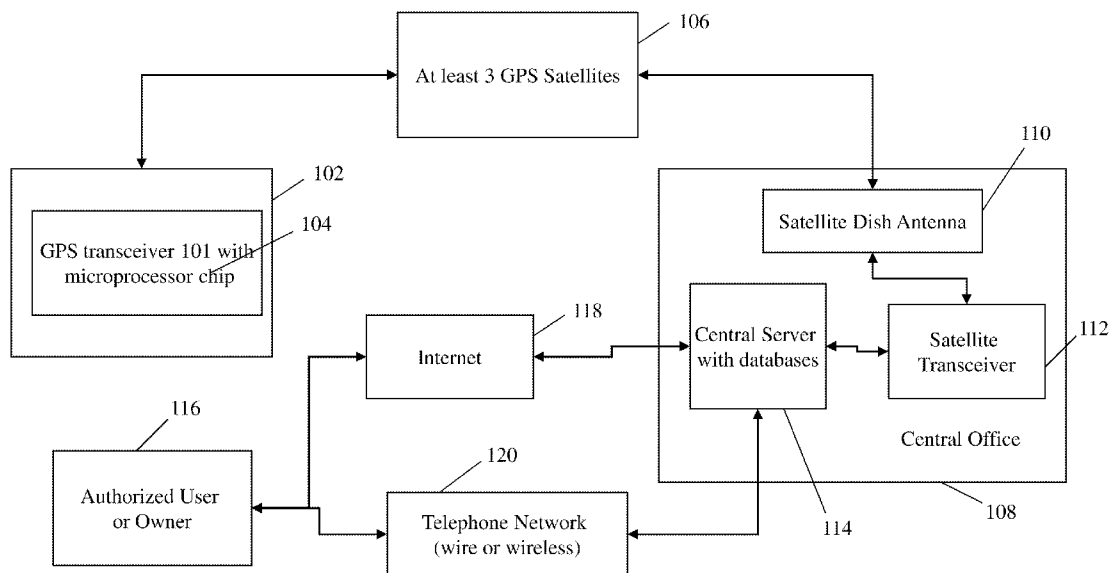 106
At least 3 GPS Satellites
110
102
Satellite Dish Antenna
104
GPS transceiver 101 with
microprocessor chip
118
Internet
Central Server
with databases
Satellite
Transceiver
112
116
Central Office
120
Authorized User
or Owner
Telephone Network
(wire or wireless)
114
108